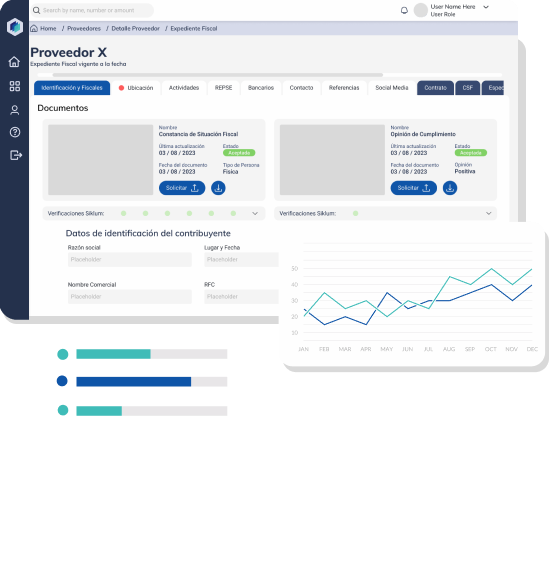 Search by name, number or amount
User Name Here
User Role
Home / Proveedores / Detalle Proveedor / Expediente Fiscal
Proveedor X
Expediente Fiscal vigente a la fecha
Identificación y Fiscales
Ubicación
Actividades
REPSE
Bancarios
Contacto
Referencias
Social Media
Contrato
CSF
Espec
Documentos
Nombre
Constancia de Situación Fiscal
Última actualización
Estado
03 / 08 / 2023
Aceptada
Fecha del documento
Tipo de Persona
03 / 08 / 2023
Física
Solicitar
Nombre
Opinión de Cumplimiento
Última actualización
Estado
03 / 08 / 2023
Aceptada
Fecha del documento
Opinión
03 / 08 / 2023
Positiva
Solicitar
Verificaciones Siklum:
Verificaciones Siklum:
Datos de identificación del contribuyente
Razón social
Lugar y Fecha
Placeholder
Placeholder
Nombre Comercial
RFC
Placeholder
Placeholder
50
40
30
20
10
JAN FEB MAR APR MAY JUN JUL AUG SEP OCT NOV DEC